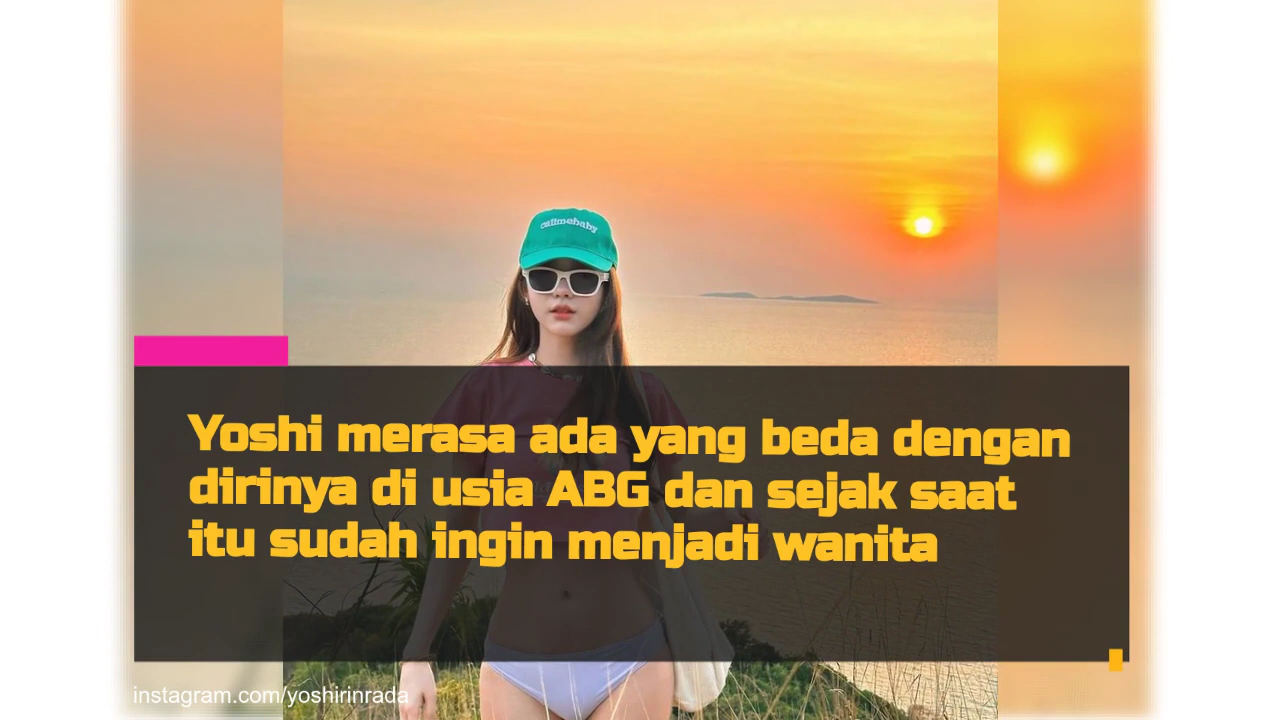 callmebaby
Yoshi merasa ada yang beda dengan
dirinya di usia ABG dan sejak saat
itu sudah ingin menjadi wanita
instagram.com/yoshirinrada